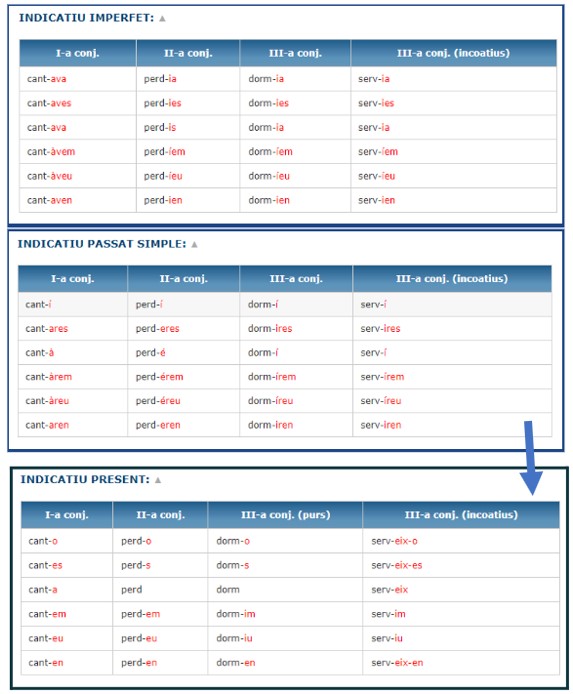 INDICATIU IMPERFET: ▲
I-a conj. II-a conj. III-a conj. III-a conj. (incoatius)
cant-ava perd-ia dorm-ia serv-ia
cant-aves perd-ies dorm-ies serv-ies
cant-ava perd-is dorm-ia serv-ia
cant-àvem perd-íem dorm-íem serv-íem
cant-àveu perd-íeu dorm-íeu serv-ieu
cant-aven perd-ien dorm-ien serv-ien
INDICATIU PASSAT SIMPLE: ▲
I-a conj. II-a conj. III-a conj. III-a conj. (incoatius)
cant-í perd-í dorm-í serv-í
cant-ares perd-eres dorm-ires serv-ires
cant-à perd-é dorm-í serv-í
cant-àrem perd-érem dorm-írem serv-írem
cant-àreu perd-éreu dorm-íreu serv-íreu
cant-aren perd-eren dorm-iren serv-iren
INDICATIU PRESENT: ▲
I-a conj. II-a conj. III-a conj. (purs) III-a conj. (incoatius)
cant-o perd-o dorm-o serv-eix-o
cant-es perd-s dorm-s serv-eix-es
cant-a perd dorm serv-eix
cant-em perd-em dorm-im serv-im
cant-eu perd-eu dorm-iu serv-iu
cant-en perd-en dorm-en serv-eix-en